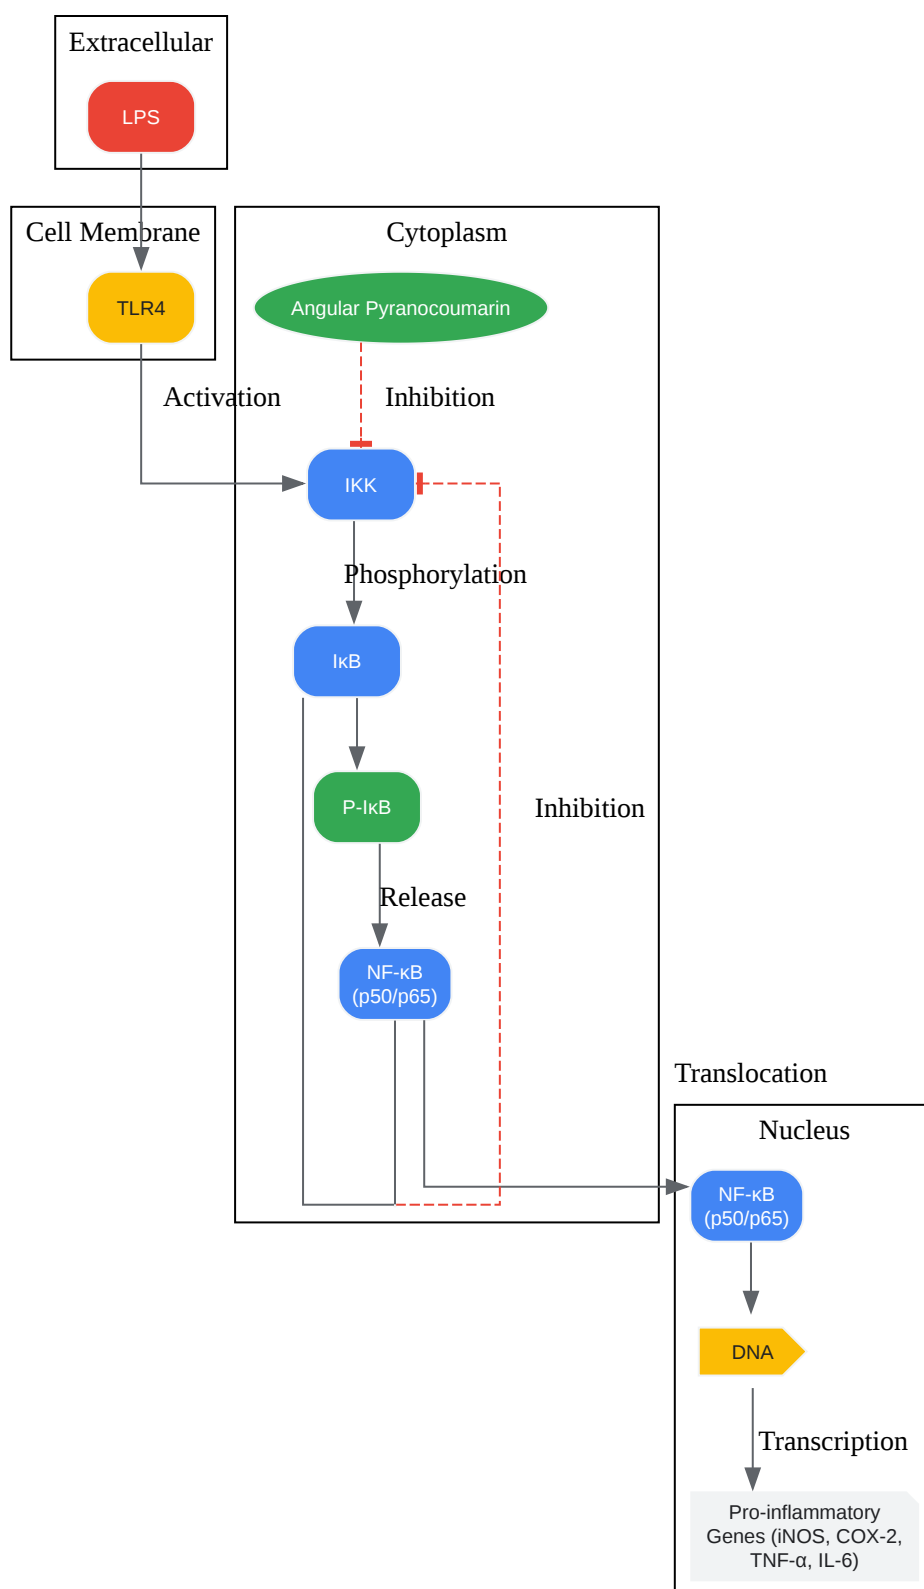 Extracellular
LPS
Cell Membrane
TLR4
Cytoplasm
Angular Pyranocoumarin
Activation
Inhibition
IKK
Phosphorylation
IκB
P-IκB
Inhibition
Release
NF-κB
(p50/p65)
Translocation
Nucleus
NF-κB
(p50/p65)
DNA
Transcription
Pro-inflammatory
Genes (iNOS, COX-2,
TNF-α, IL-6)